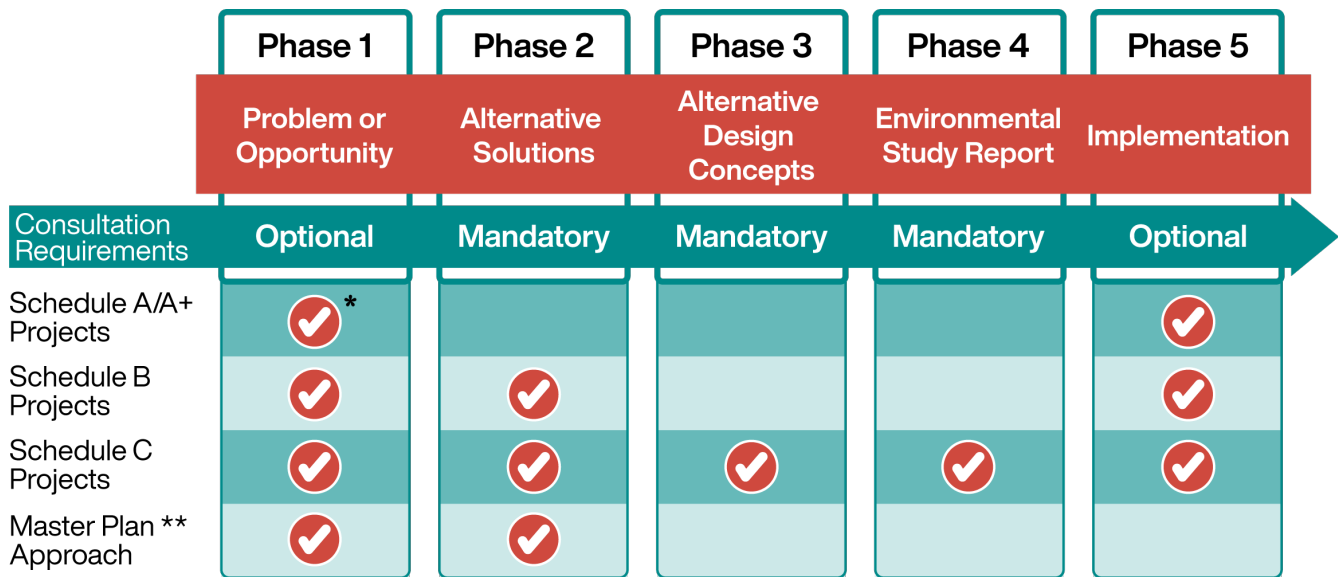 Phase 1
Phase 2
Phase 3
Phase 4
Phase 5
Problem or
Opportunity
Alternative
Solutions
Alternative
Design
Concepts
Environmental
Study Report
Implementation
Consultation
Requirements
Optional
Mandatory
Mandatory
Mandatory
Optional
Schedule A/A+
Projects
*
Schedule B
Projects
Schedule C
Projects
Master Plan **
Approach